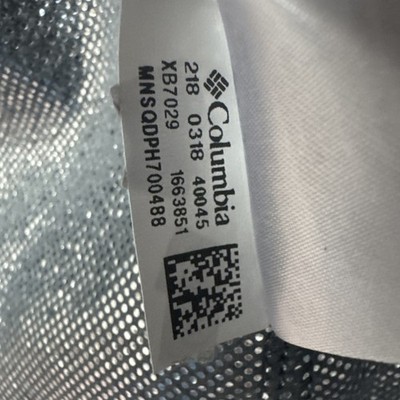 Columbia
218 0318 40045
XB7029 1663851
MNSQDPH700488